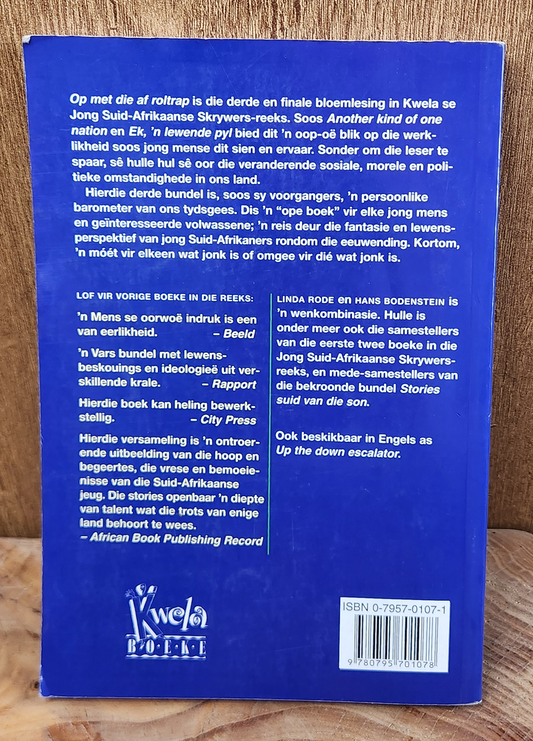 Op met die af roltrap is die derde en finale bloemlesing in Kwela se
Jong Suid-Afrikaanse Skrywers-reeks. Soos Another kind of one
nation en Ek, 'n lewende pyl bied dit 'n oop-oë blik op die werk-
likheid soos jong mense dit sien en ervaar. Sonder om die leser te
spaar, sê hulle hul sê oor die veranderende sosiale, morele en poli-
tieke omstandighede in ons land.
Hierdie derde bundel is, soos sy voorgangers, 'n persoonlike
barometer van ons tydsgees. Dis 'n "ope boek" vir elke jong mens
en geïnteresseerde volwassene; 'n reis deur die fantasie en lewens-
perspektief van jong Suid-Afrikaners rondom die eeuwending. Kortom,
'n móét vir elkeen wat jonk is of omgee vir dié wat jonk is.
LOF VIR VORIGE BOEKE IN DIE REEKS:
'n Mens se oorwoë indruk is een
van eerlikheid. – Beeld
'n Vars bundel met lewens-
beskouings en ideologieë uit ver-
skillende krale. – Rapport
Hierdie boek kan heling bewerk-
stellig. – City Press
Hierdie versameling is 'n ontroer-
ende uitbeelding van die hoop en
begeertes, die vrese en bemoeie-
nisse van die Suid-Afrikaanse
jeug. Die stories openbaar 'n diepte
van talent wat die trots van enige
land behoort te wees.
– African Book Publishing Record
LINDA RODE en HANS BODENSTEIN is
'n wenkombinasie. Hulle is
onder meer ook die samestellers
van die eerste twee boeke in die
Jong Suid-Afrikaanse Skrywers-
reeks, en mede-samestellers van
die bekroonde bundel Stories
suid van die son.
Ook beskikbaar in Engels as
Up the down escalator.
Kwela
BOEKE
ISBN 0-7957-0107-1
9 780795 701078